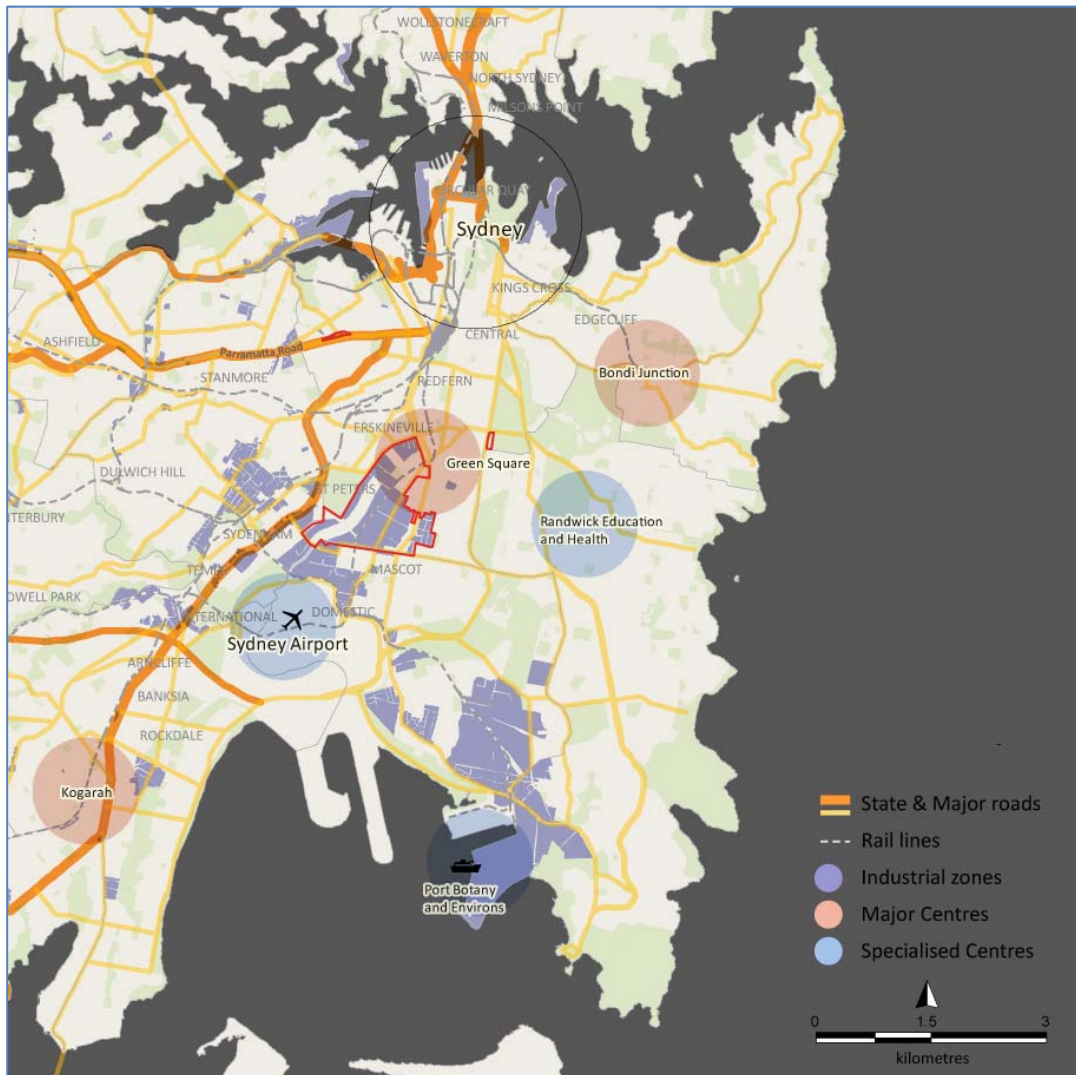 WOLLSTONECRAFT
WAVERTON
NORTH SYDNEY
MILSONS POINT
CIRCULAR QUAY
Sydney
KINGS CROSS
EDGECLIFF
CENTRAL
ASHFIELD
Parramatta Road
STANMORE
REDFERN
Bondi Junction
ERSKINEVILLE
Green Square
DULWICH HILL
ST PETERS
TERBURY
Randwick Education
and Health
SYDENHAM
TEMPE
MASCOT
OWELL PARK
INTERNATIONAL
DOMESTIC
Sydney Airport
ARNCLIFFE
BANKSIA
ROCKDALE
Kogarah
Port Botany
and Environs
State & Major roads
Rail lines
Industrial zones
Major Centres
Specialised Centres
0 1.5 3
kilometres